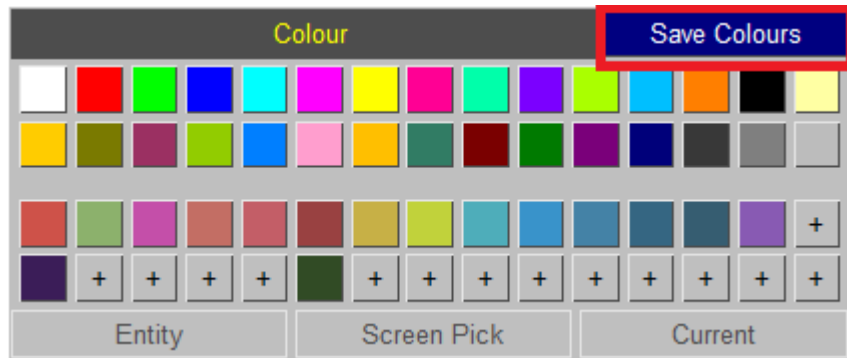 Colour Save Colours
+
+ + + + + + + + + + + + +
Entity Screen Pick Current